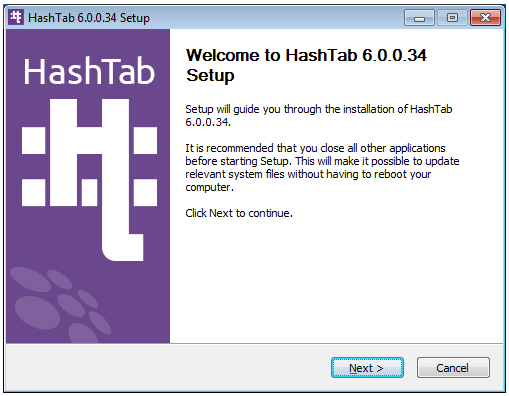 HashTab 6.0.0.34 Setup
HashTab
Welcome to HashTab 6.0.0.34
Setup
Setup will guide you through the installation of HashTab
6.0.0.34.
It is recommended that you close all other applications
before starting Setup. This will make it possible to update
relevant system files without having to reboot your
computer.
Click Next to continue.
Next >
Cancel